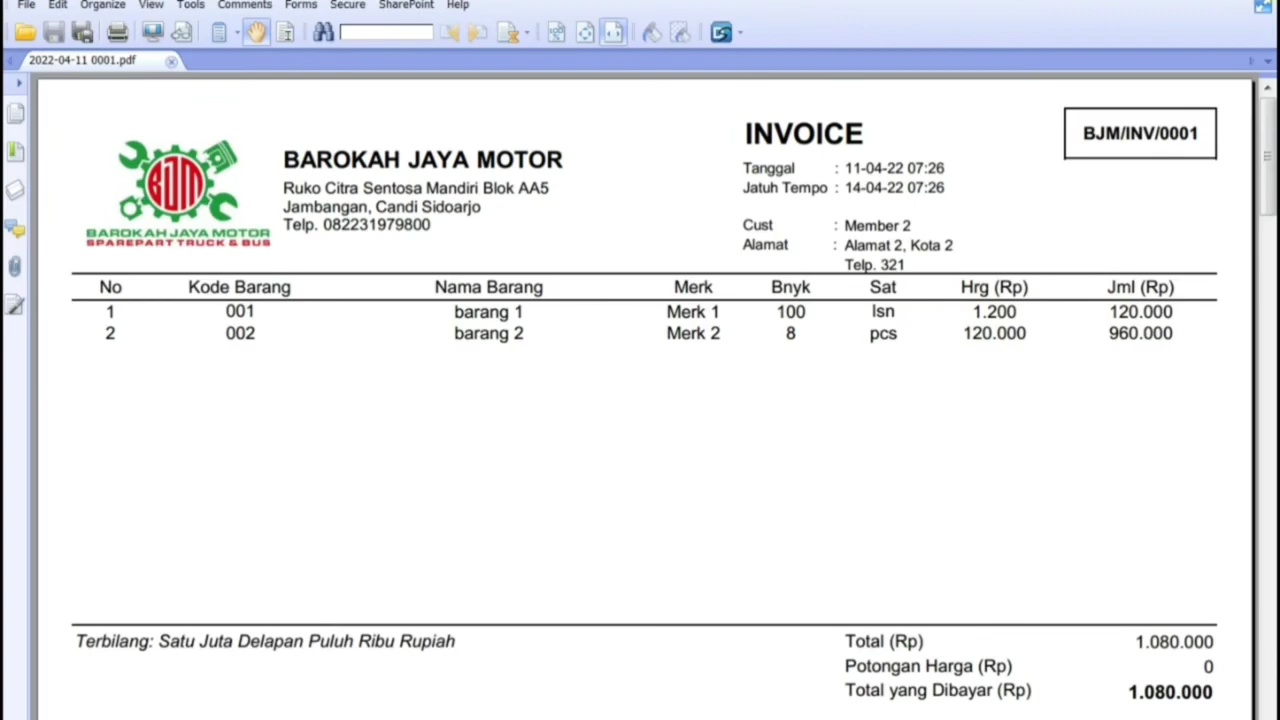 File Edit Organize View Tools Comments Forms Secure SharePoint Help
2022-04-11 0001.pdf
BJM
BAROKAH JAYA MOTOR
SPAREPART TRUCK & BUS
BAROKAH JAYA MOTOR
Ruko Citra Sentosa Mandiri Blok AA5
Jambangan, Candi Sidoarjo
Telp. 082231979800
INVOICE
BJM/INV/0001
Tanggal : 11-04-22 07:26
Jatuh Tempo : 14-04-22 07:26
Cust : Member 2
Alamat : Alamat 2, Kota 2
Telp. 321
No Kode Barang Nama Barang Merk Bnyk Sat Hrg (Rp) Jml (Rp)
1 001 barang 1 Merk 1 100 lsn 1.200 120.000
2 002 barang 2 Merk 2 8 pcs 120.000 960.000
Terbilang: Satu Juta Delapan Puluh Ribu Rupiah
Total (Rp) 1.080.000
Potongan Harga (Rp) 0
Total yang Dibayar (Rp) 1.080.000